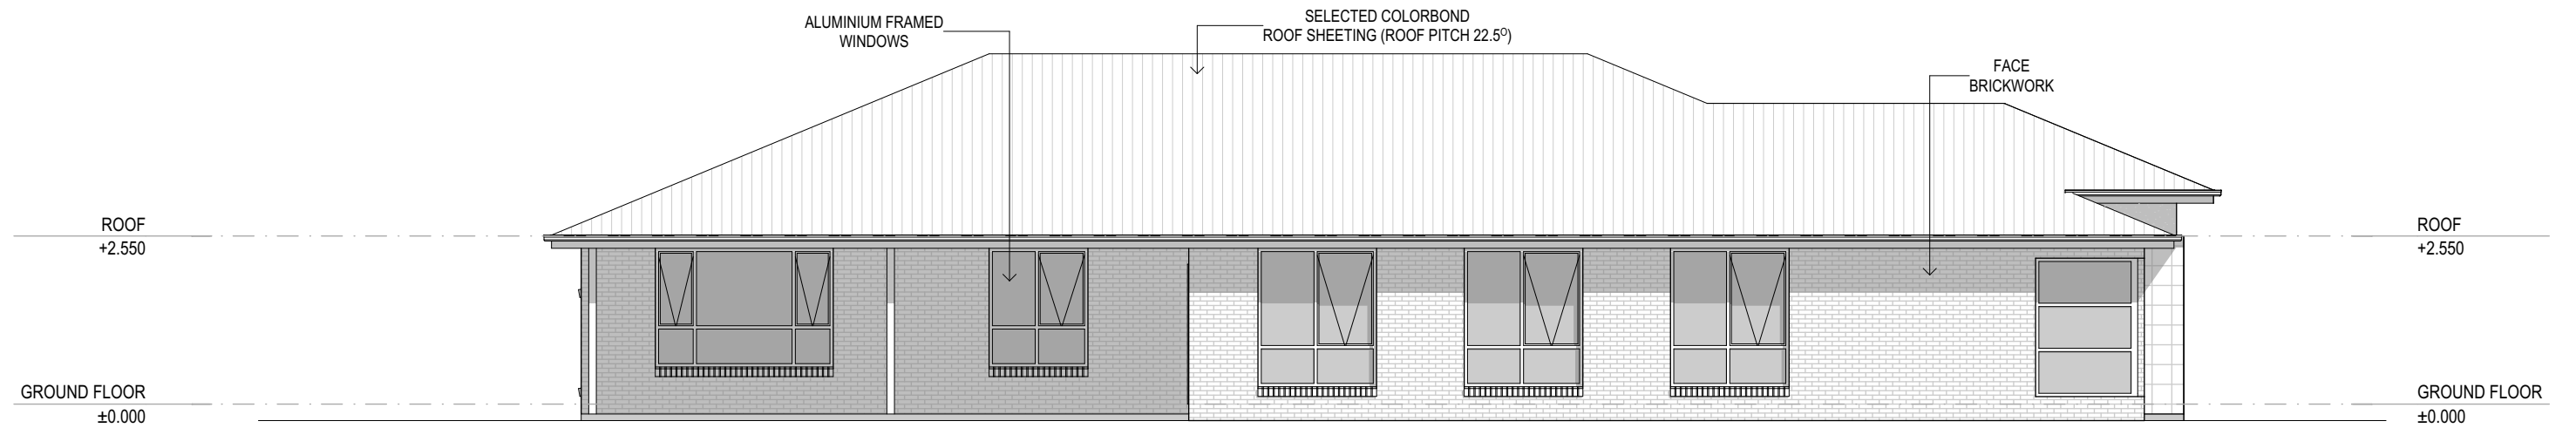 ALUMINIUM FRAMED
WINDOWS
SELECTED COLORBOND
ROOF SHEETING (ROOF PITCH 22.5⁰)
FACE
BRICKWORK
ROOF
+2.550
ROOF
+2.550
GROUND FLOOR
±0.000
GROUND FLOOR
±0.000